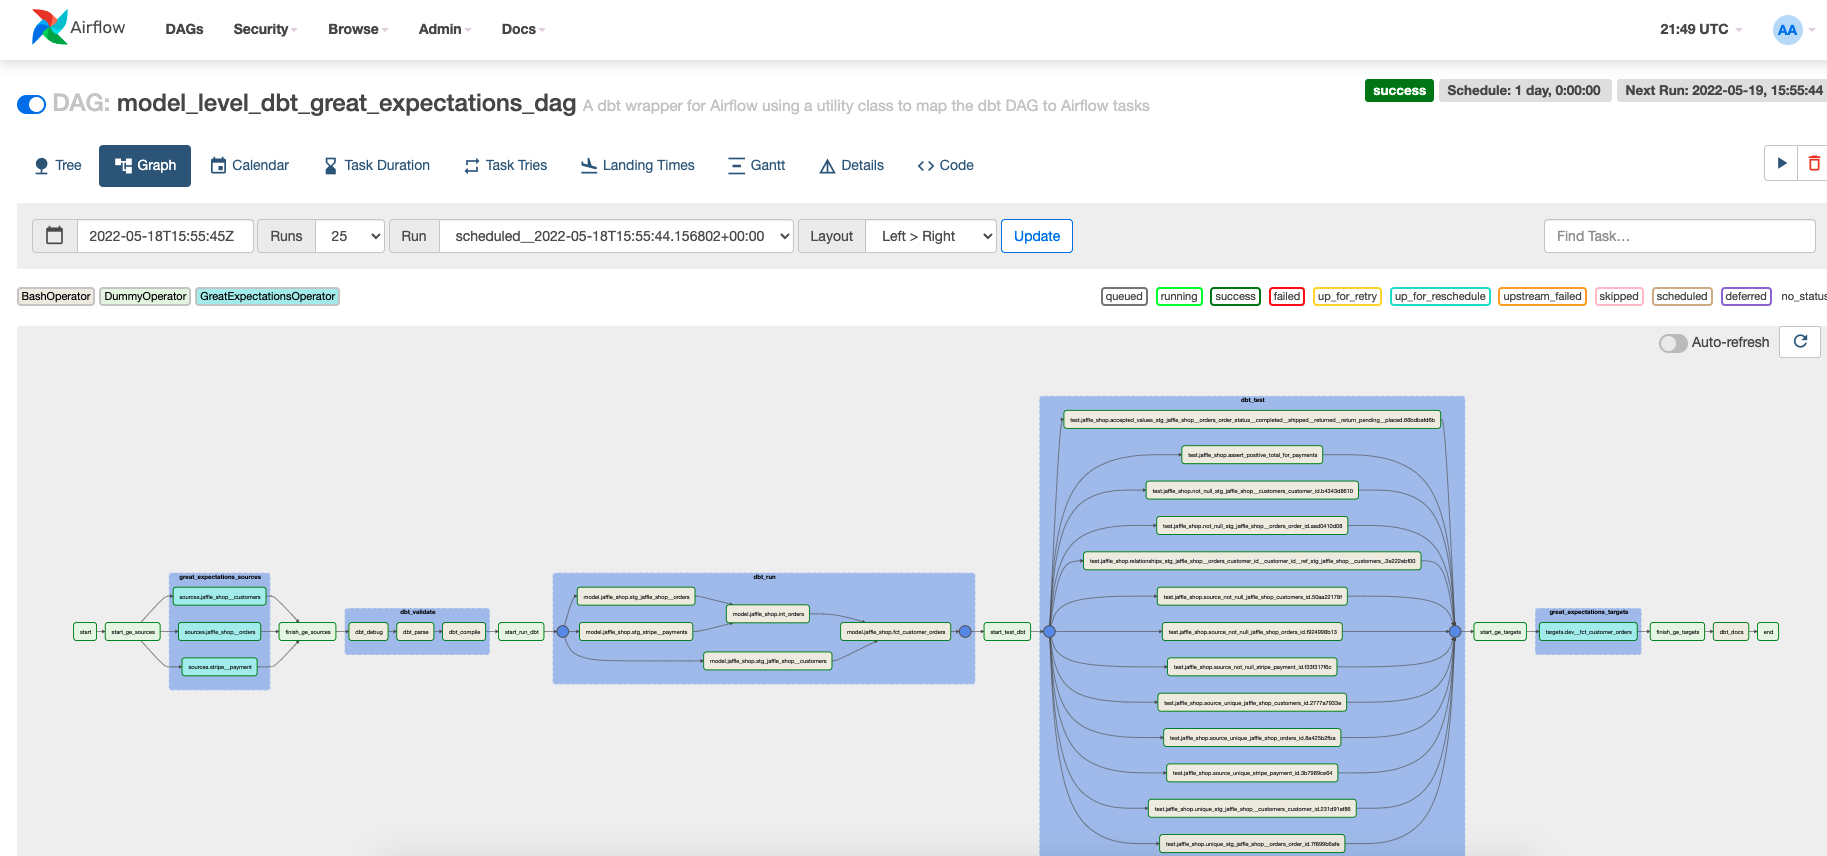 Airflow DAGs Security Browse Admin Docs 21:49 UTC AA
success Schedule: 1 day, 0:00:00 Next Run: 2022-05-19, 15:55:44
DAG: model_level_dbt_great_expectations_dag A dbt wrapper for Airflow using a utility class to map the dbt DAG to Airflow tasks
Tree Graph Calendar Task Duration Task Tries Landing Times Gantt Details Code
2022-05-18T15:55:45Z Runs 25 Run scheduled__2022-05-18T15:55:44.156802+00:00 Layout Left > Right Update Find Task...
BashOperator DummyOperator GreatExpectationsOperator queued running success failed up_for_retry up_for_reschedule upstream_failed skipped scheduled deferred no_status
Auto-refresh
start
start_ge_sources
great_expectations_sources
sources.jaffle_shop__customers
sources.jaffle_shop__orders
sources.stripe__payment
finish_ge_sources
dbt_validate
dbt_debug
dbt_parse
dbt_compile
start_run_dbt
dbt_run
model.jaffle_shop.stg_jaffle_shop__orders
model.jaffle_shop.stg_stripe__payments
model.jaffle_shop.int_orders
model.jaffle_shop.stg_jaffle_shop__customers
model.jaffle_shop.fct_customer_orders
start_test_dbt
dbt_test
test.jaffle_shop.accepted_values_stg_jaffle_shop__orders_order_status__completed__shipped__returned__return_pending__placed.66bdbafd6b
test.jaffle_shop.assert_positive_total_for_payments
test.jaffle_shop.not_null_stg_jaffle_shop__customers_customer_id.b4343d8610
test.jaffle_shop.not_null_stg_jaffle_shop__orders_order_id.aad0410d08
test.jaffle_shop.relationships_stg_jaffle_shop__orders_customer_id__customer_id__ref_stg_jaffle_shop__customers_.3e222ebf00
test.jaffle_shop.source_not_null_jaffle_shop_customers_id.50aa22178f
test.jaffle_shop.source_not_null_jaffle_shop_orders_id.f924998b13
test.jaffle_shop.source_not_null_stripe_payment_id.f33f317f6c
test.jaffle_shop.source_unique_jaffle_shop_customers_id.2777a7933e
test.jaffle_shop.source_unique_jaffle_shop_orders_id.8a425b2fba
test.jaffle_shop.source_unique_stripe_payment_id.3b7989ce64
test.jaffle_shop.unique_stg_jaffle_shop__customers_customer_id.231d91af86
test.jaffle_shop.unique_stg_jaffle_shop__orders_order_id.7f899b6afe
start_ge_targets
great_expectations_targets
targets.dev__fct_customer_orders
finish_ge_targets
dbt_docs
end